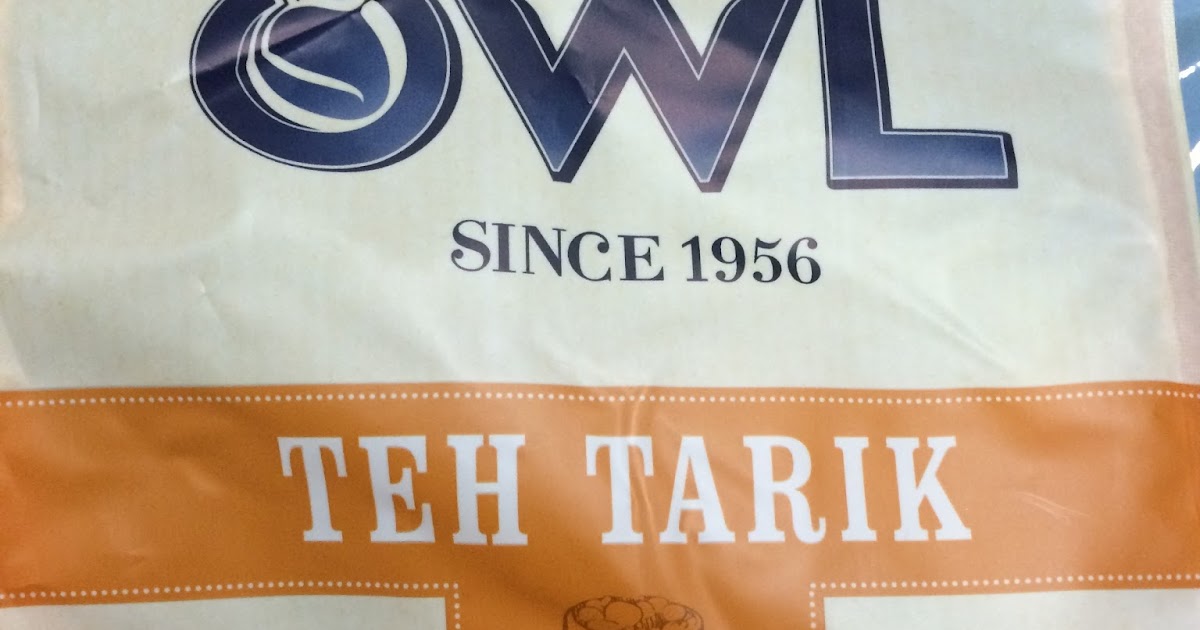 OWL
SINCE 1956
TEH TARIK